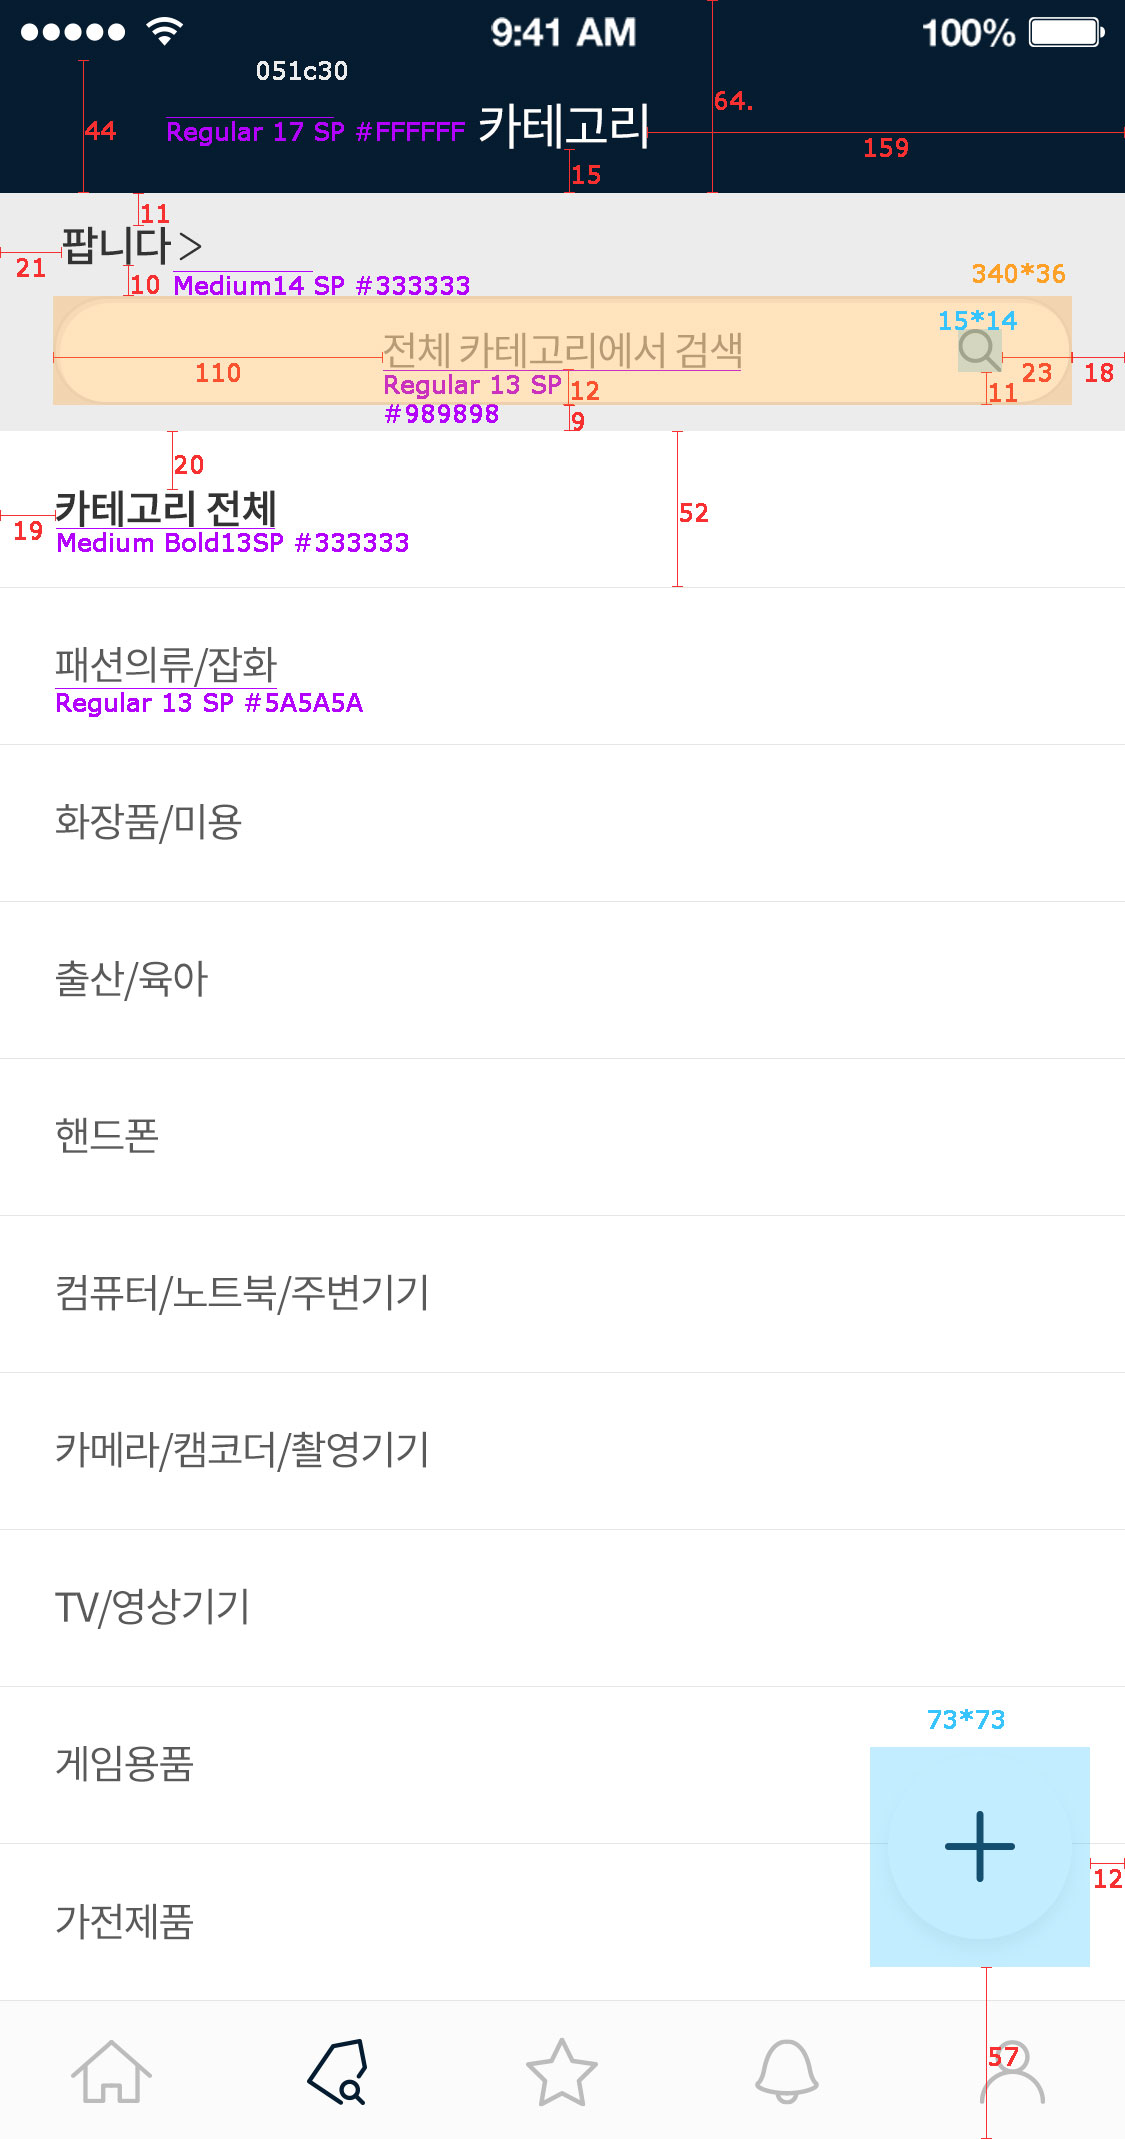 9:41 AM 100%
051c30
64.
44 Regular 17 SP #FFFFFF 카테고리
159
15
11
팝니다 >
21
10 Medium14 SP #333333
340*36
15*14
전체 카테고리에서 검색
110 23 18
Regular 13 SP 12
11
#989898 9
20
카테고리 전체 52
19
Medium Bold13SP #333333
패션의류/잡화
Regular 13 SP #5A5A5A
화장품/미용
출산/육아
핸드폰
컴퓨터/노트북/주변기기
카메라/캠코더/촬영기기
TV/영상기기
73*73
게임용품
12
가전제품
57